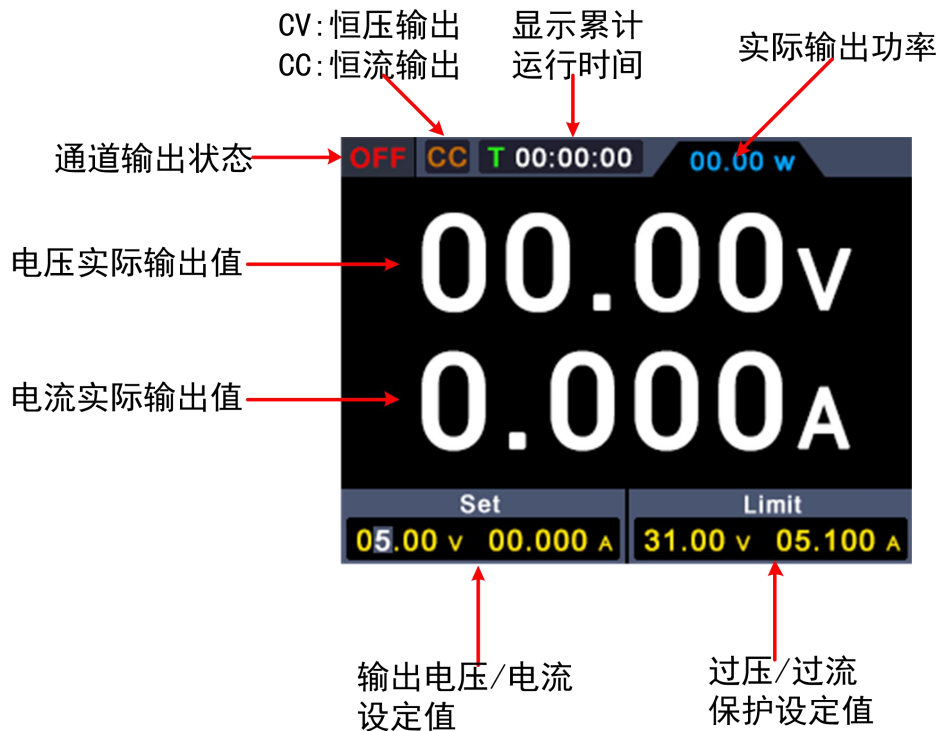 CV:恒压输出
CC:恒流输出
显示累计
运行时间
实际输出功率
通道输出状态
OFF CC T 00:00:00 00.00 W
电压实际输出值
00.00V
电流实际输出值
0.000A
Set
Limit
05.00 V 00.000 A
31.00 V 05.100 A
输出电压/电流
设定值
过压/过流
保护设定值